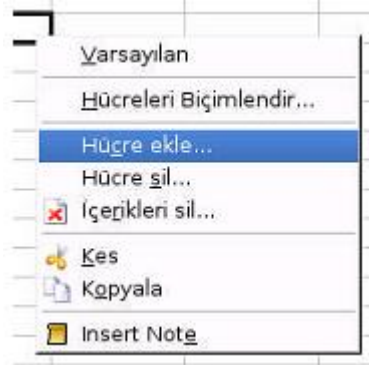 Varsayılan
Hücreleri Biçimlendir...
Hücre ekle...
Hücre sil...
İçerikleri sil...
Kes
Kopyala
Insert Note